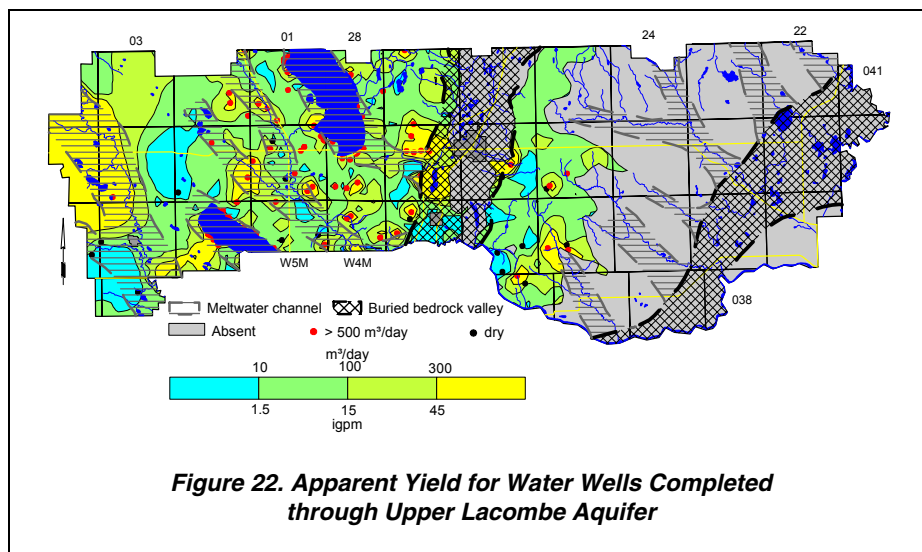 03 01 28 24 22
041
W5M W4M
038
Meltwater channel Buried bedrock valley
Absent > 500 m³/day dry
m³/day
10 100 300
1.5 15 45
igpm
Figure 22. Apparent Yield for Water Wells Completed
through Upper Lacombe Aquifer